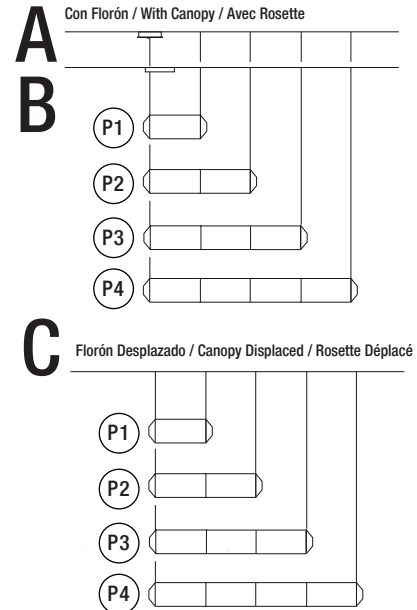 A
Con Florón / With Canopy / Avec Rosette
B
P1
P2
P3
P4
C
Florón Desplazado / Canopy Displaced / Rosette Déplacé
P1
P2
P3
P4